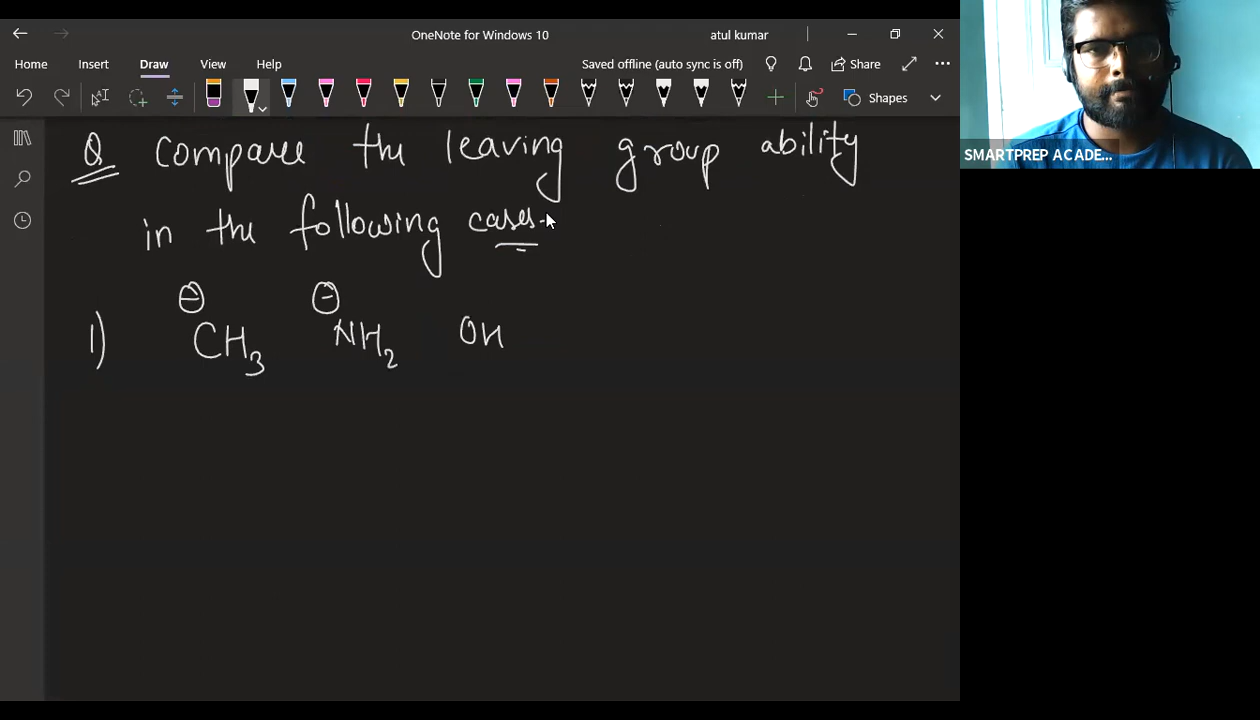 OneNote for Windows 10
atul kumar
Home Insert Draw View Help
Saved offline (auto sync is off)
Share
Shapes
SMARTPREP ACADE...
Q Compare the leaving group ability
in the following cases-
1) ⊖CH₃ ⊖NH₂ OH